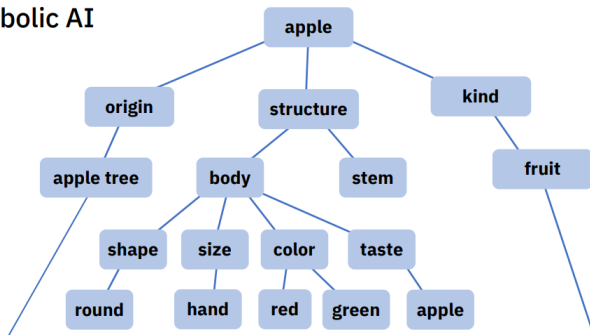 bolic AI
apple
origin
structure
kind
apple tree
body
stem
fruit
shape
size
color
taste
round
hand
red
green
apple